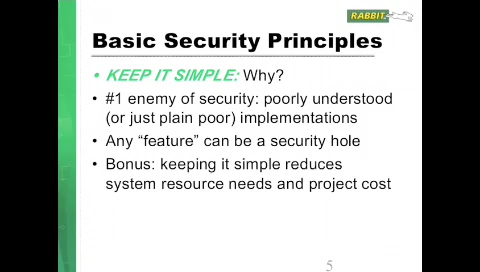 RABBIT
Basic Security Principles
• KEEP IT SIMPLE: Why?
• #1 enemy of security: poorly understood
(or just plain poor) implementations
• Any “feature” can be a security hole
• Bonus: keeping it simple reduces
system resource needs and project cost
5